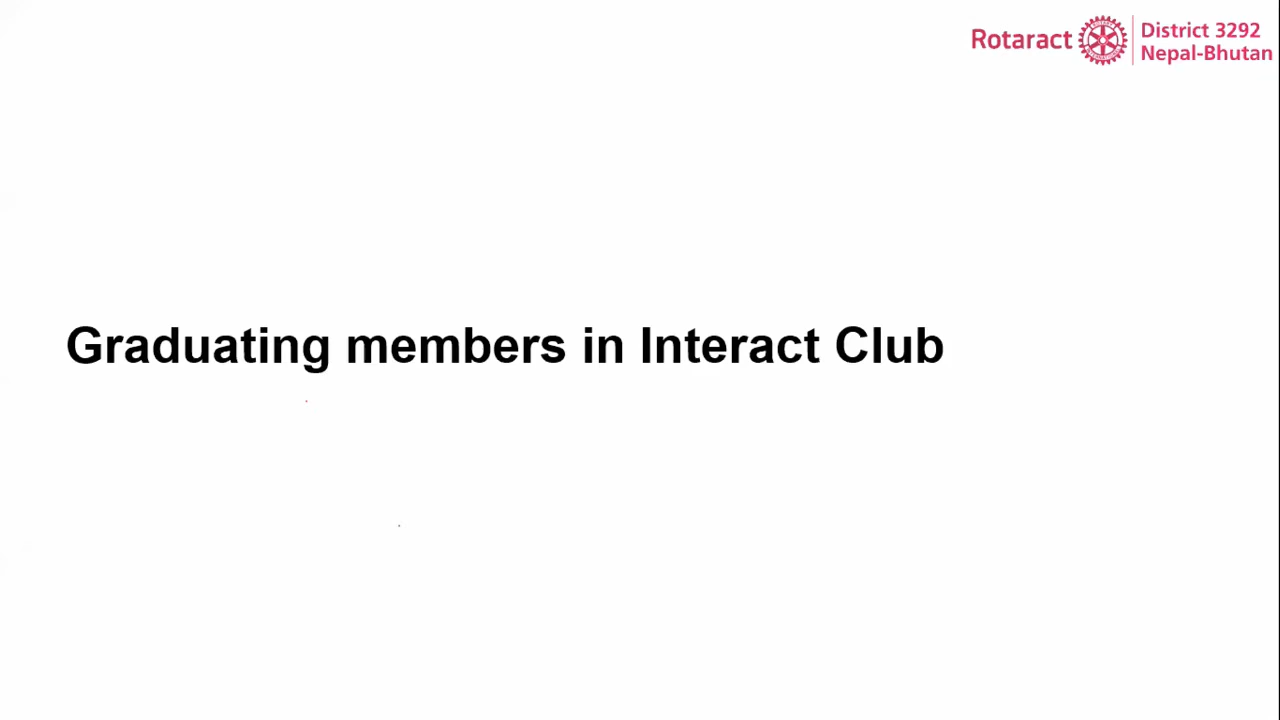 Rotaract
District 3292
Nepal-Bhutan
Graduating members in Interact Club